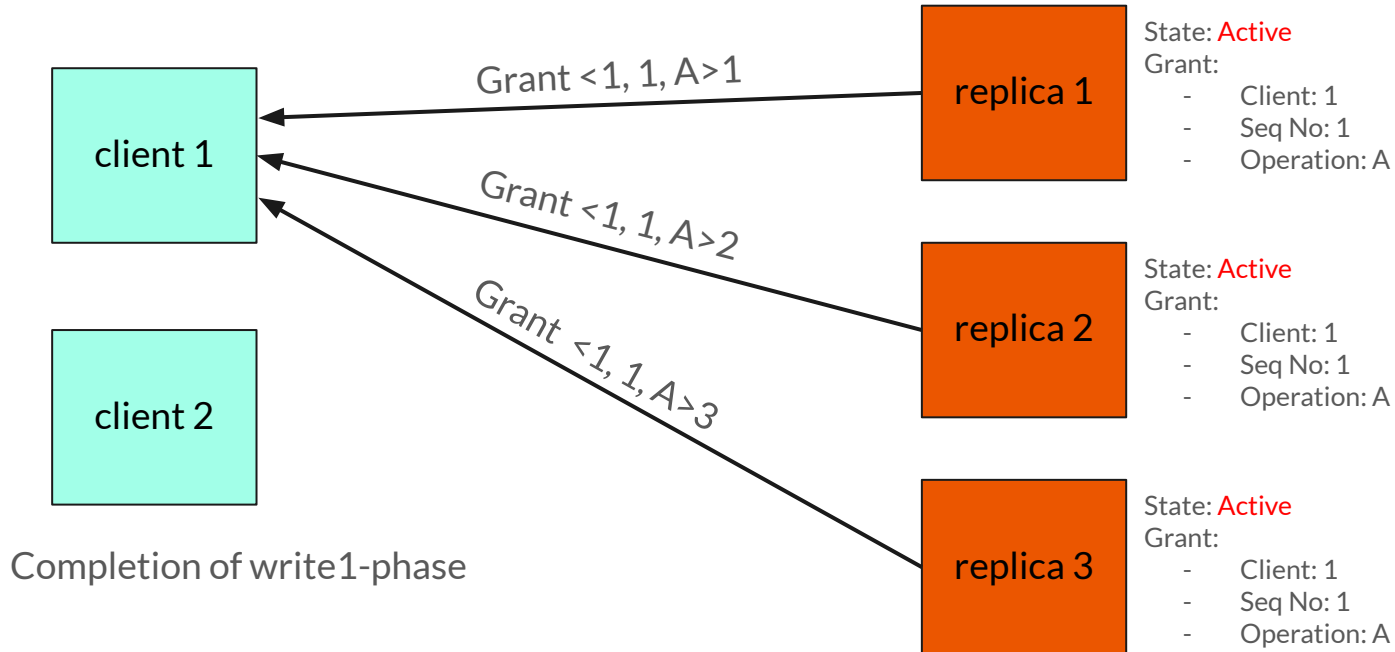 Grant <1, 1, A>1
client 1
replica 1
State: Active
Grant:
- Client: 1
- Seq No: 1
- Operation: A
Grant <1, 1, A>2
replica 2
State: Active
Grant:
- Client: 1
- Seq No: 1
- Operation: A
Grant <1, 1, A>3
client 2
replica 3
State: Active
Grant:
- Client: 1
- Seq No: 1
- Operation: A
Completion of write1-phase